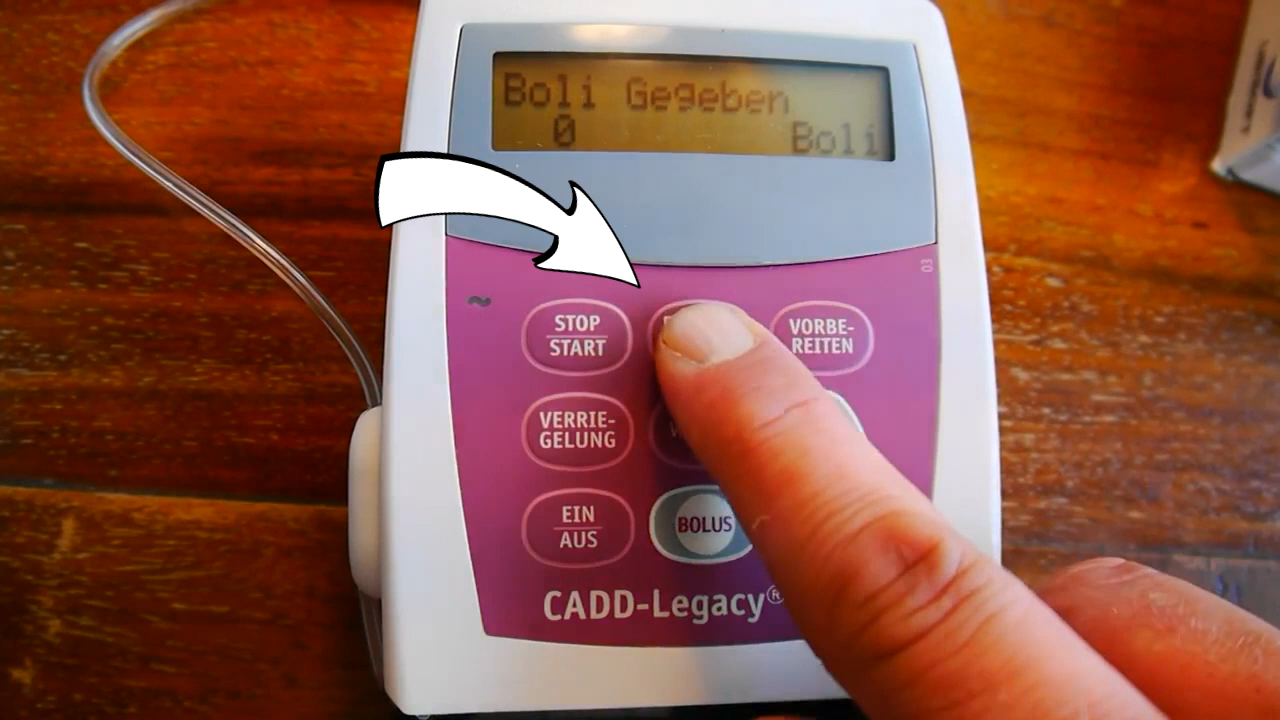 Boli Gegeben
0 Boli
03
STOP
START
VORBE-
REITEN
VERRIE-
GELUNG
EIN
AUS
BOLUS
CADD-Legacy®